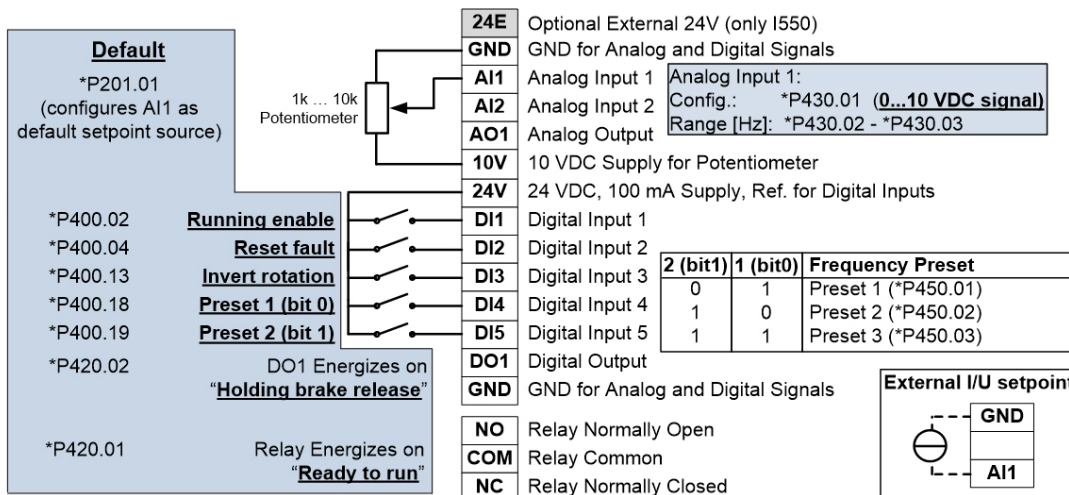 24E Optional External 24V (only I550)
Default
*P201.01
(configures AI1 as
default setpoint source)
GND GND for Analog and Digital Signals
1k ... 10k
Potentiometer
AI1 Analog Input 1
AI2 Analog Input 2
AO1 Analog Output
Analog Input 1:
Config.: *P430.01 (0...10 VDC signal)
Range [Hz]: *P430.02 - *P430.03
10V 10 VDC Supply for Potentiometer
24V 24 VDC, 100 mA Supply, Ref. for Digital Inputs
*P400.02 Running enable DI1 Digital Input 1
*P400.04 Reset fault DI2 Digital Input 2
*P400.13 Invert rotation DI3 Digital Input 3
*P400.18 Preset 1 (bit 0) DI4 Digital Input 4
*P400.19 Preset 2 (bit 1) DI5 Digital Input 5
2 (bit1) 1 (bit0) Frequency Preset
0 1 Preset 1 (*P450.01)
1 0 Preset 2 (*P450.02)
1 1 Preset 3 (*P450.03)
*P420.02 DO1 Energizes on
"Holding brake release"
DO1 Digital Output
GND GND for Analog and Digital Signals
*P420.01 Relay Energizes on
"Ready to run"
NO Relay Normally Open
COM Relay Common
NC Relay Normally Closed
External I/U setpoint
GND
AI1